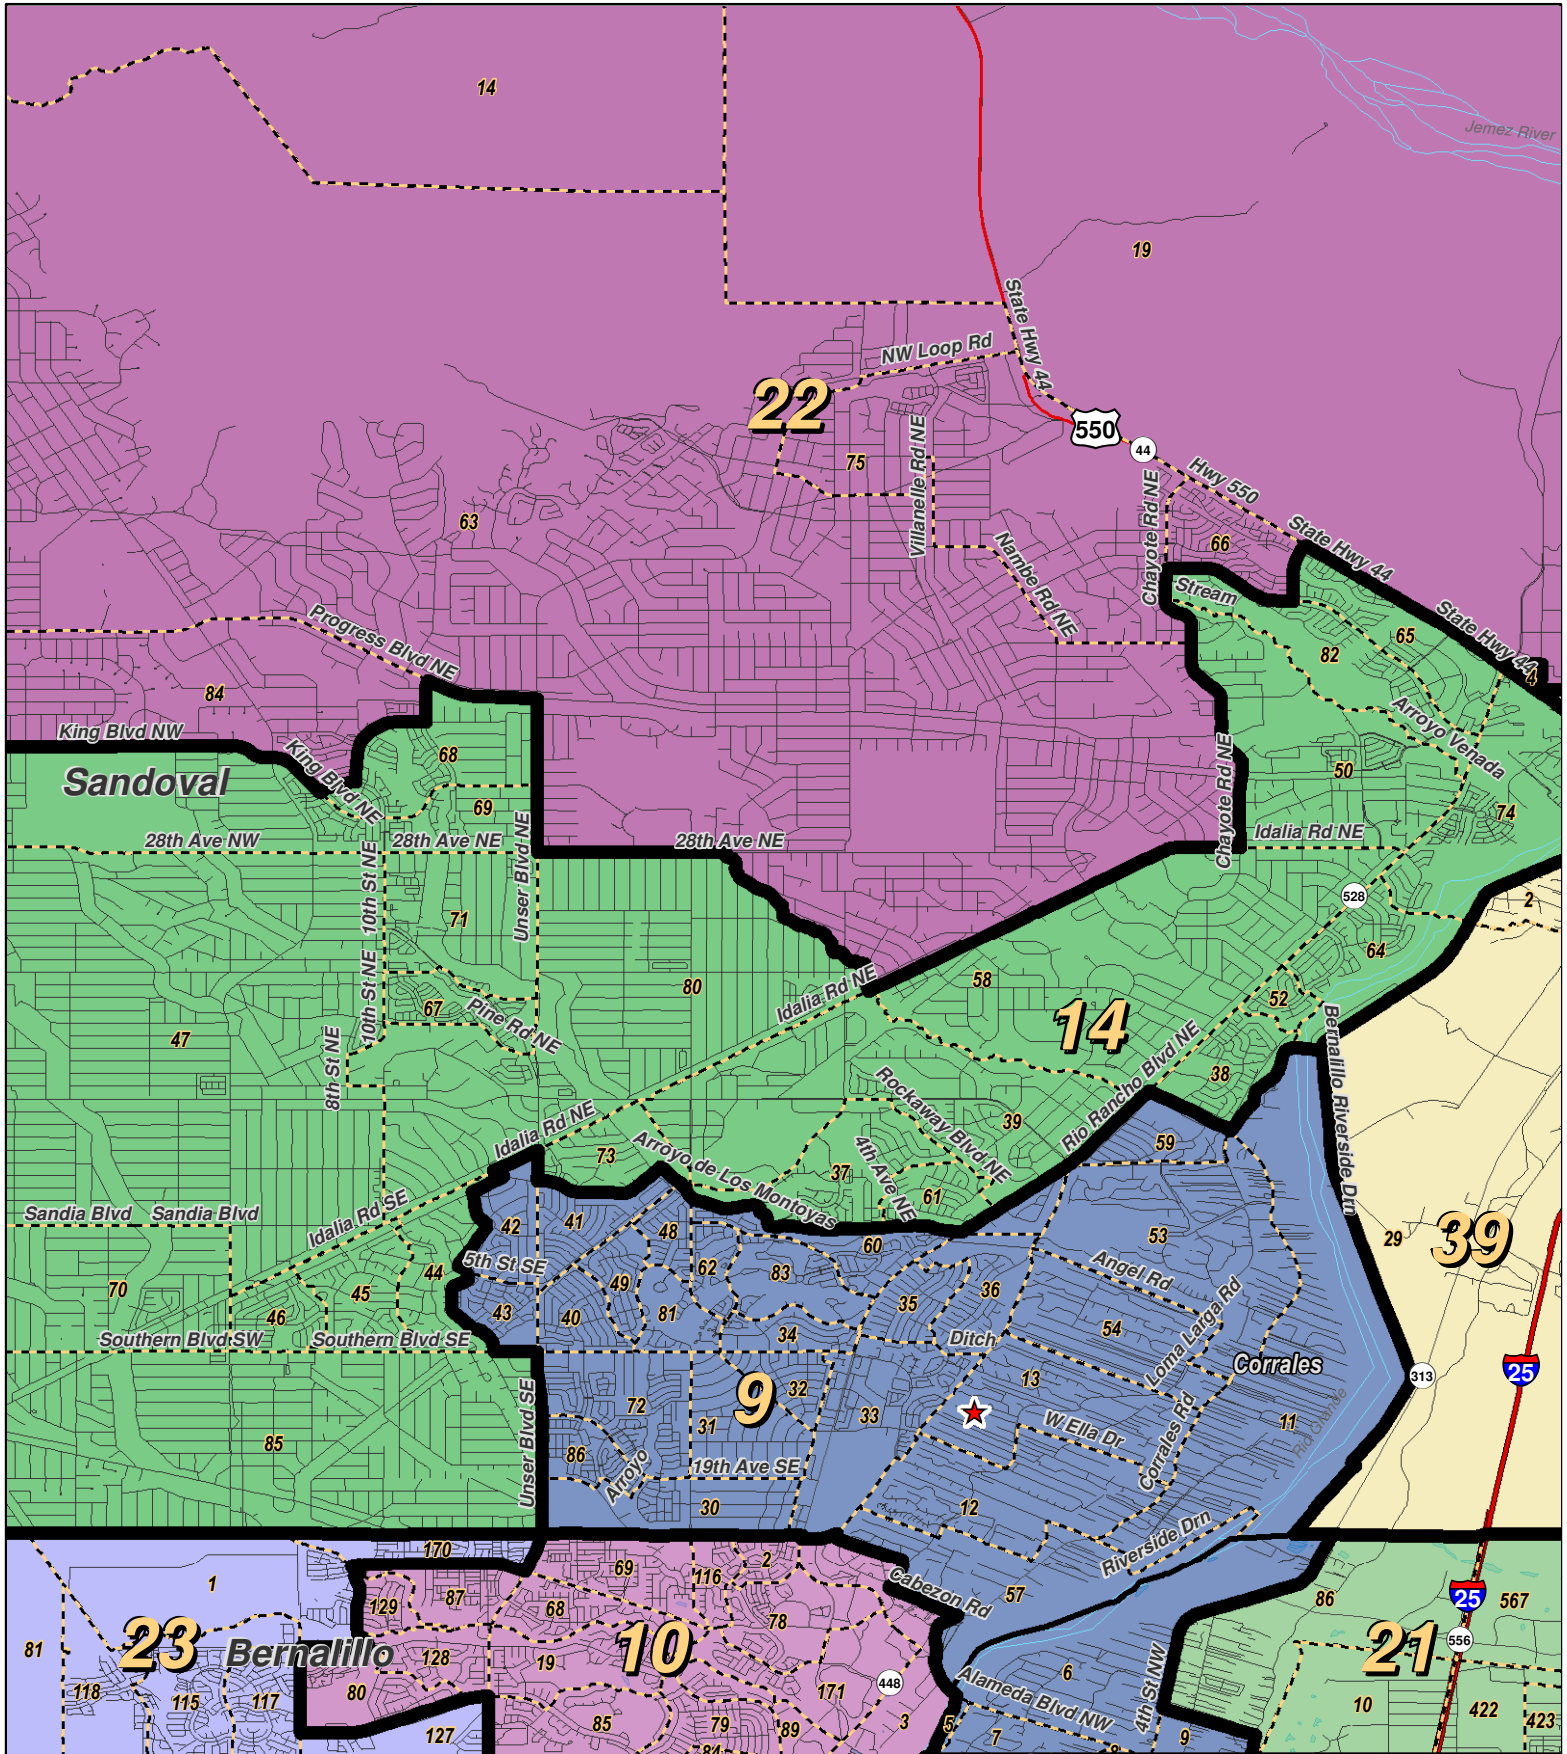 14
Jemez River
19
State Hwy 44
NW Loop Rd
22
550
44
75
Villanelle Rd NE
Hwy 550
63
Chayote Rd NE
66
State Hwy 44
Nambe Rd NE
Stream
State Hwy 44
65
Progress Blvd NE
82
4
84
Arroyo Venada
King Blvd NW
King Blvd NE
68
Chayote Rd NE
50
Sandoval
69
74
28th Ave NW
28th Ave NE
28th Ave NE
Idalia Rd NE
Unser Blvd NE
10th St NE
528
2
71
64
58
80
Idalia Rd NE
10th St NE
67
Pine Rd NE
52
14
47
Bernalillo Riverside Drn
8th St NE
Rio Rancho Blvd NE
38
Rockaway Blvd NE
Idalia Rd NE
39
73
Arroyo de Los Montoyas
4th Ave NE
59
37
61
Sandia Blvd
Sandia Blvd
Idalia Rd SE
42
41
48
60
53
29
39
5th St SE
44
62
83
Angel Rd
70
45
49
36
43
40
81
35
Loma Larga Rd
46
34
Ditch
54
Southern Blvd SW
Southern Blvd SE
Corrales
25
313
13
9
32
72
31
33
W Ella Dr
11
Corrales Rd
Rio Grande
85
Unser Blvd SE
86
Arroyo
19th Ave SE
30
12
Riverside Drn
170
69
2
116
Cabezon Rd
57
1
129
87
68
78
86
25
567
556
23
Bernalillo
10
21
81
128
19
6
118
115
117
80
171
448
Alameda Blvd NW
4th St NW
10
422
423
127
85
79
89
3
5
7
8
9
84